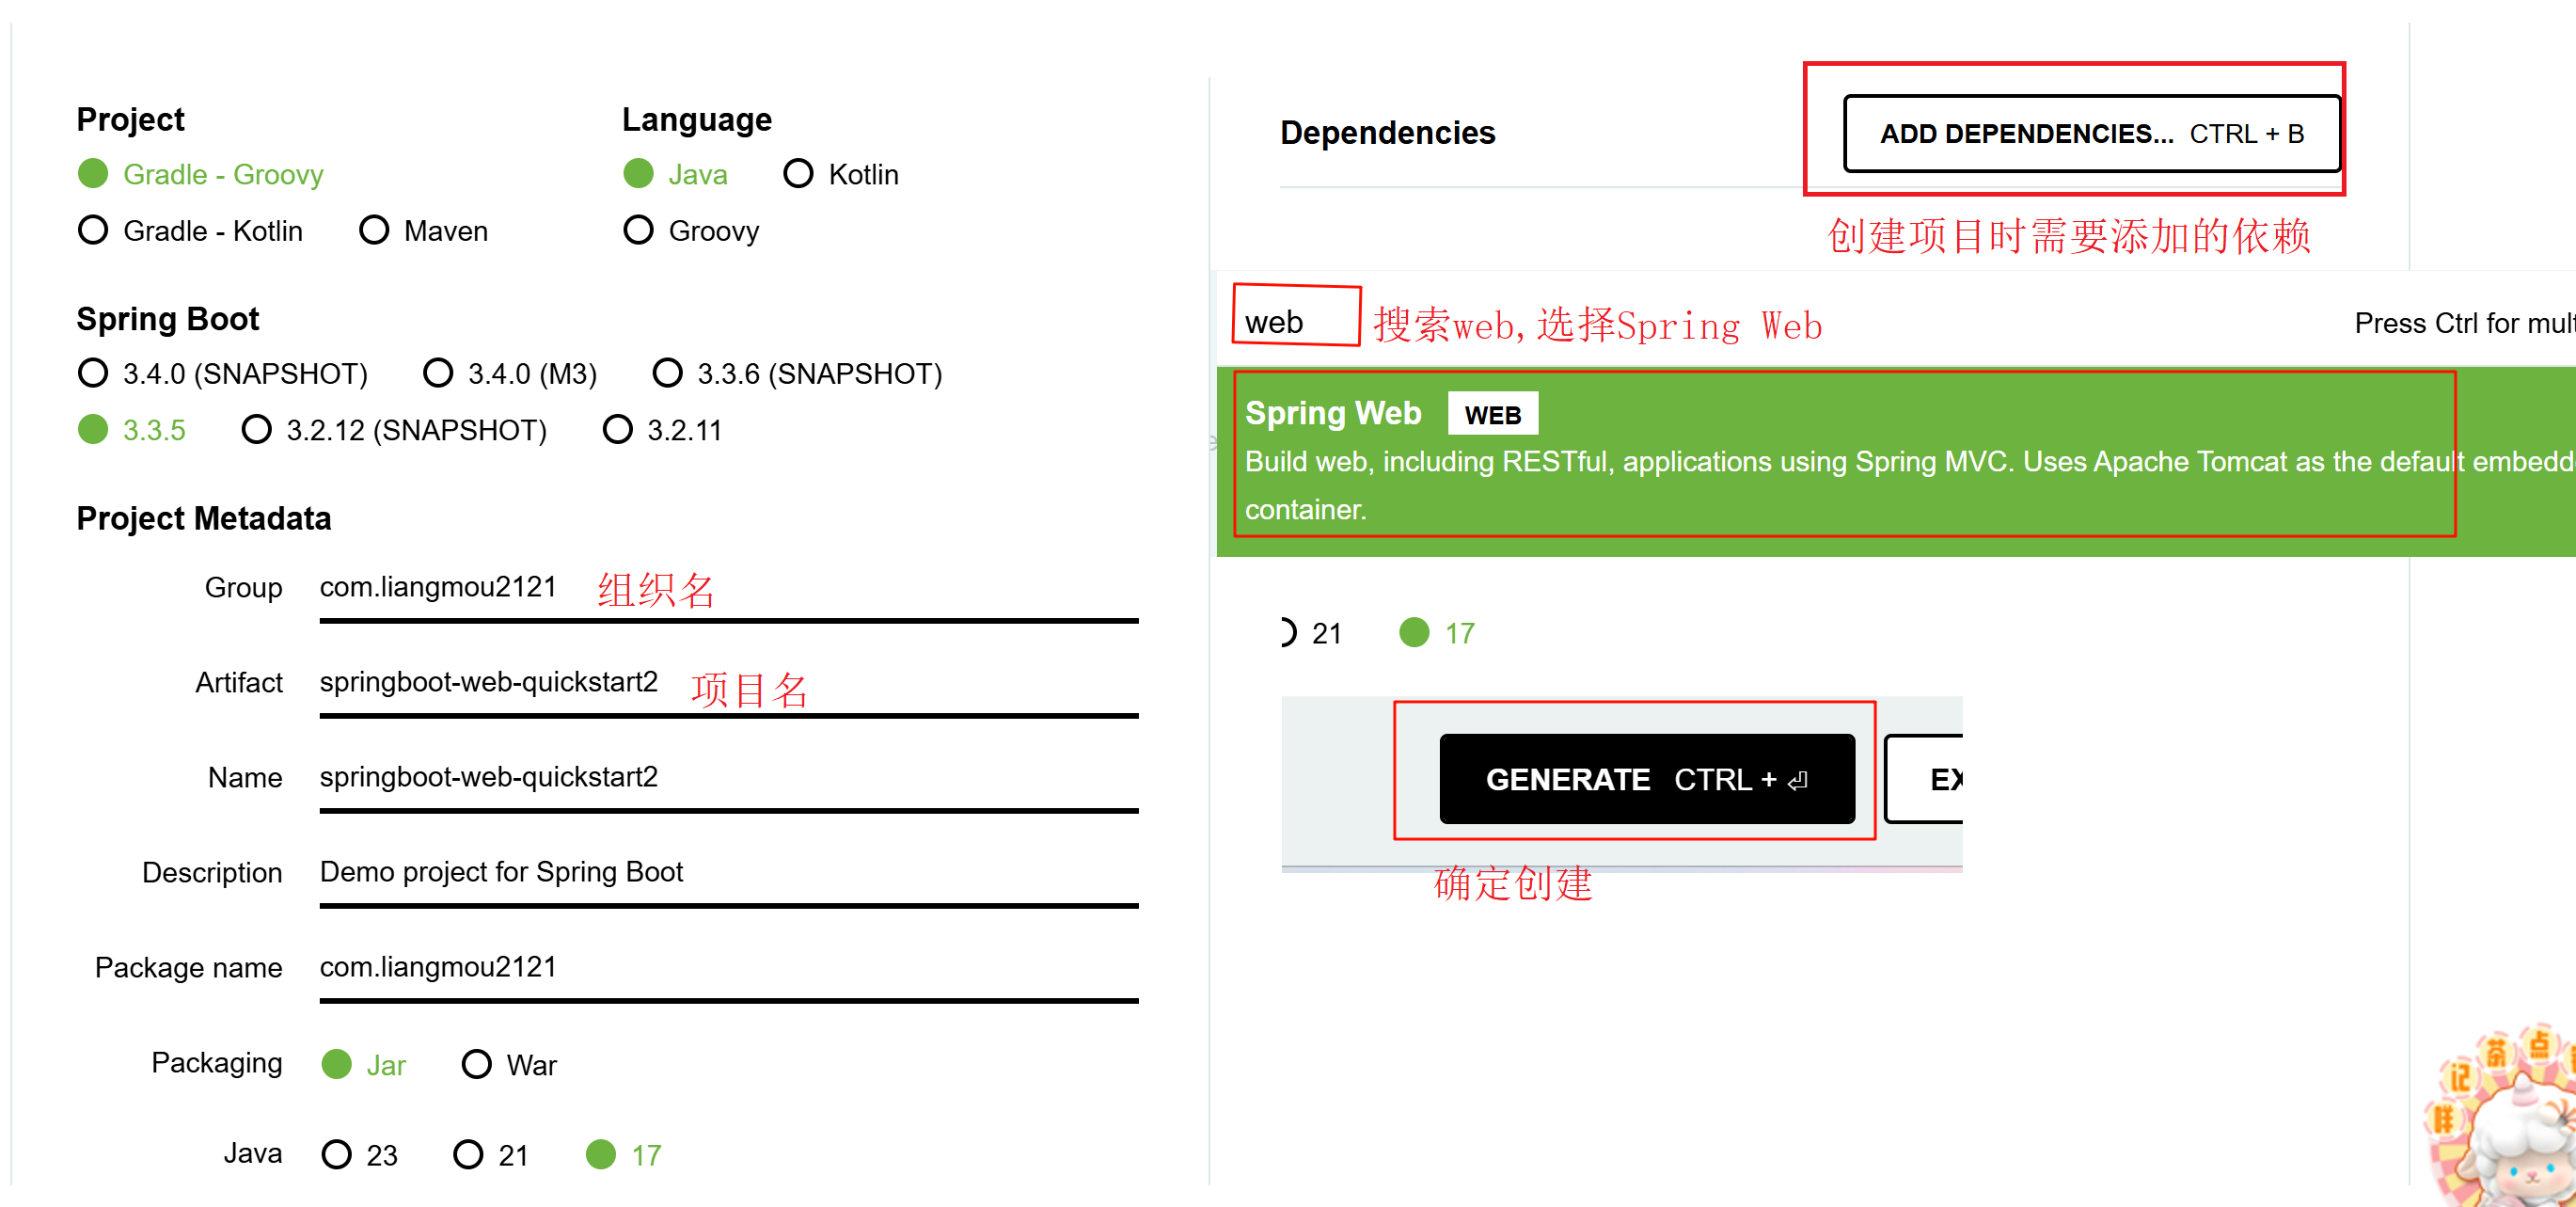 Project
Gradle - Groovy
Gradle - Kotlin Maven
Language
Java Kotlin
Groovy
Spring Boot
3.4.0 (SNAPSHOT) 3.4.0 (M3) 3.3.6 (SNAPSHOT)
3.3.5 3.2.12 (SNAPSHOT) 3.2.11
Project Metadata
Group com.liangmou2121 组织名
Artifact springboot-web-quickstart2 项目名
Name springboot-web-quickstart2
Description Demo project for Spring Boot
Package name com.liangmou2121
Packaging Jar War
Java 23 21 17
Dependencies ADD DEPENDENCIES... CTRL + B
创建项目时需要添加的依赖
web 搜索web,选择Spring Web Press Ctrl for mult
Spring Web WEB
Build web, including RESTful, applications using Spring MVC. Uses Apache Tomcat as the default embedd
container.
21 17
GENERATE CTRL + ⏎ EX
确定创建
咩记茶点